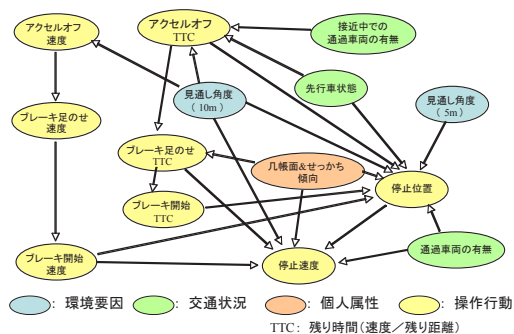 アクセルオフ
速度
アクセルオフ
TTC
接近中での
通過車両の有無
先行車状態
見通し角度
（10m）
見通し角度
（5m）
ブレーキ足のせ
速度
ブレーキ足のせ
TTC
几帳面&せっかち
傾向
停止位置
ブレーキ開始
TTC
ブレーキ開始
速度
停止速度
通過車両の有無
：環境要因
：交通状況
：個人属性
：操作行動
TTC：残り時間(速度／残り距離)